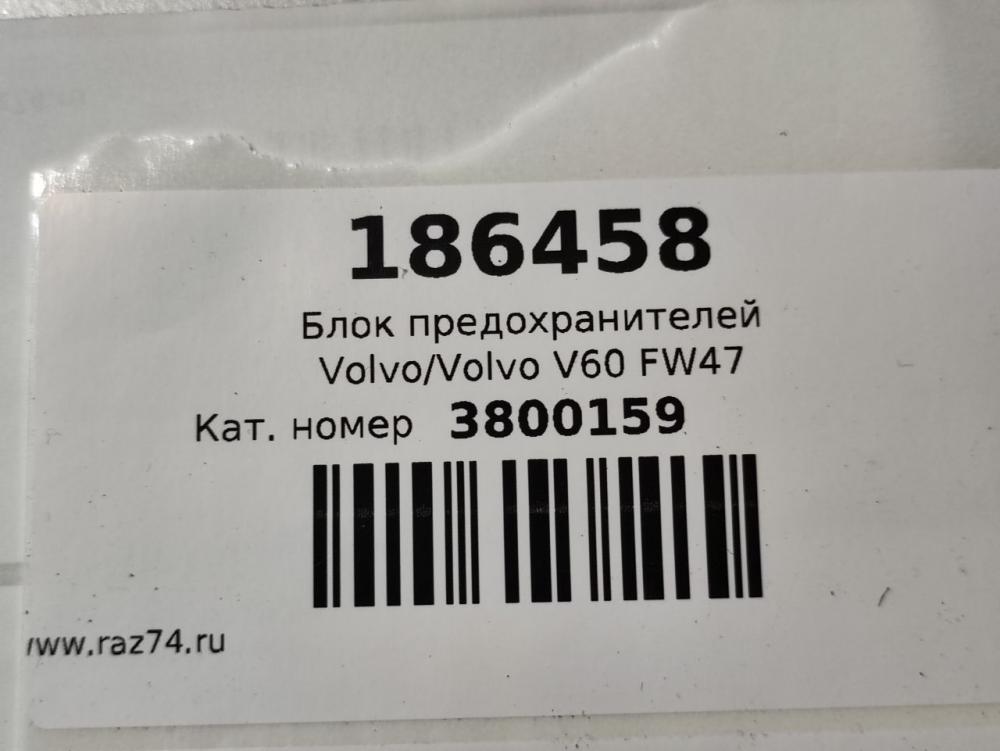 186458
Блок предохранителей
Volvo/Volvo V60 FW47
Кат. номер 3800159
www.raz74.ru